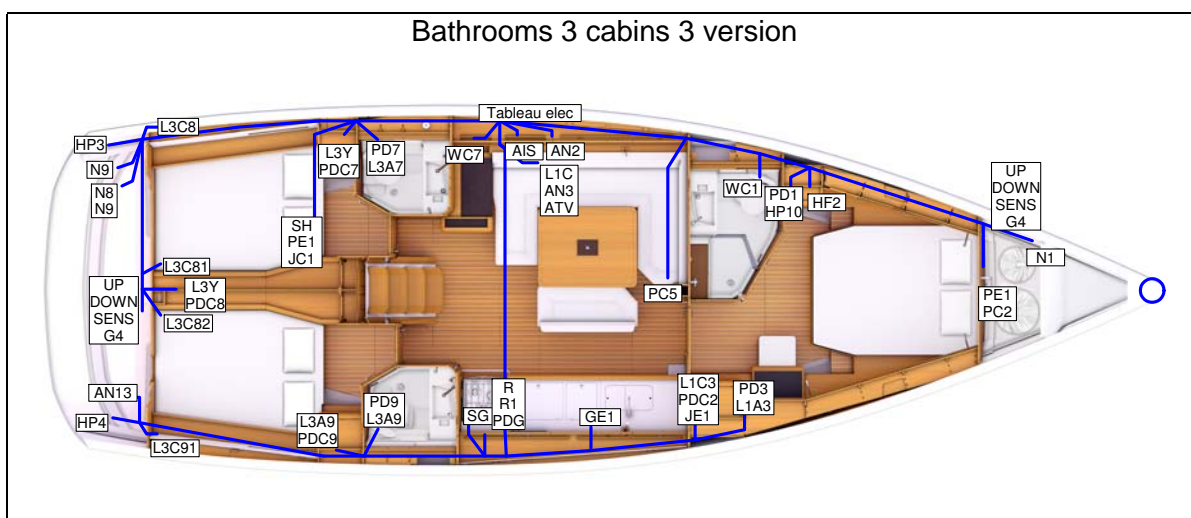 Bathrooms 3 cabins 3 version
Tableau elec
L3C8
HP3
N9
N8
N9
L3Y
PDC7
PD7
L3A7
WC7
AIS
AN2
L1C
AN3
ATV
WC1
PD1
HP10
HF2
UP
DOWN
SENS
G4
N1
SH
PE1
JC1
L3C81
UP
DOWN
SENS
G4
L3Y
PDC8
L3C82
PC5
PE1
PC2
AN13
HP4
L3C91
L3A9
PDC9
PD9
L3A9
SG
R
R1
PDG
GE1
L1C3
PDC2
JE1
PD3
L1A3